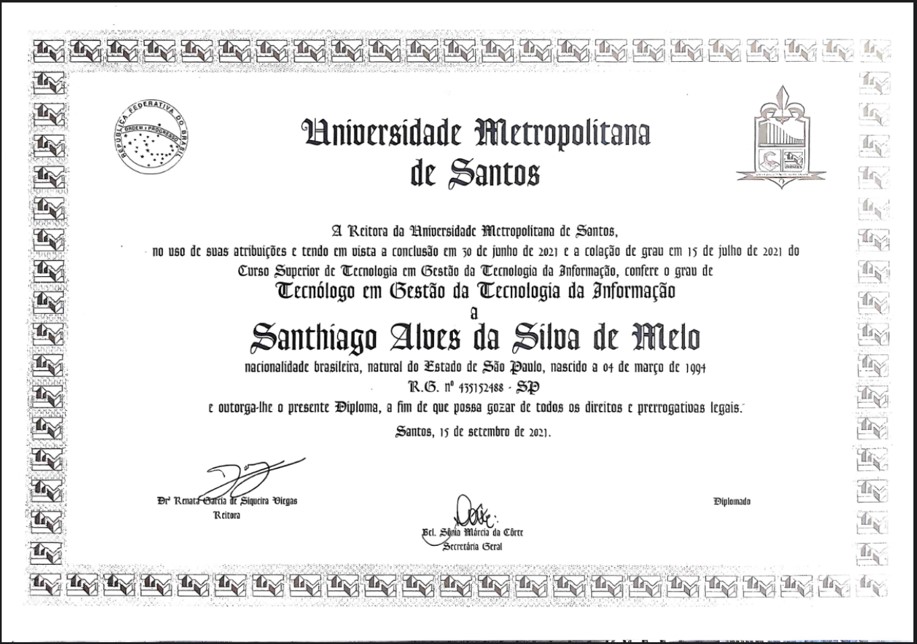 REPÚBLICA FEDERATIVA DO BRASIL
ORDEM E PROGRESSO
Universidade Metropolitana
de Santos
A Reitora da Universidade Metropolitana de Santos,
no uso de suas atribuições e tendo em vista a conclusão em 30 de junho de 2021 e a colação de grau em 15 de julho de 2021 do
Curso Superior de Tecnologia em Gestão da Tecnologia da Informação, confere o grau de
Tecnólogo em Gestão da Tecnologia da Informação
a
Santhiago Alves da Silva de Melo
nacionalidade brasileira, natural do Estado de São Paulo, nascido a 04 de março de 1994
R.G. nº 435152488 - SP
e outorga-lhe o presente Diploma, a fim de que possa gozar de todos os direitos e prerrogativas legais.
Santos, 15 de setembro de 2021.
Drª Renata Garcia de Siqueira Viegas
Reitora
Bel. Sônia Márcia da Côrte
Secretária Geral
Diplomado